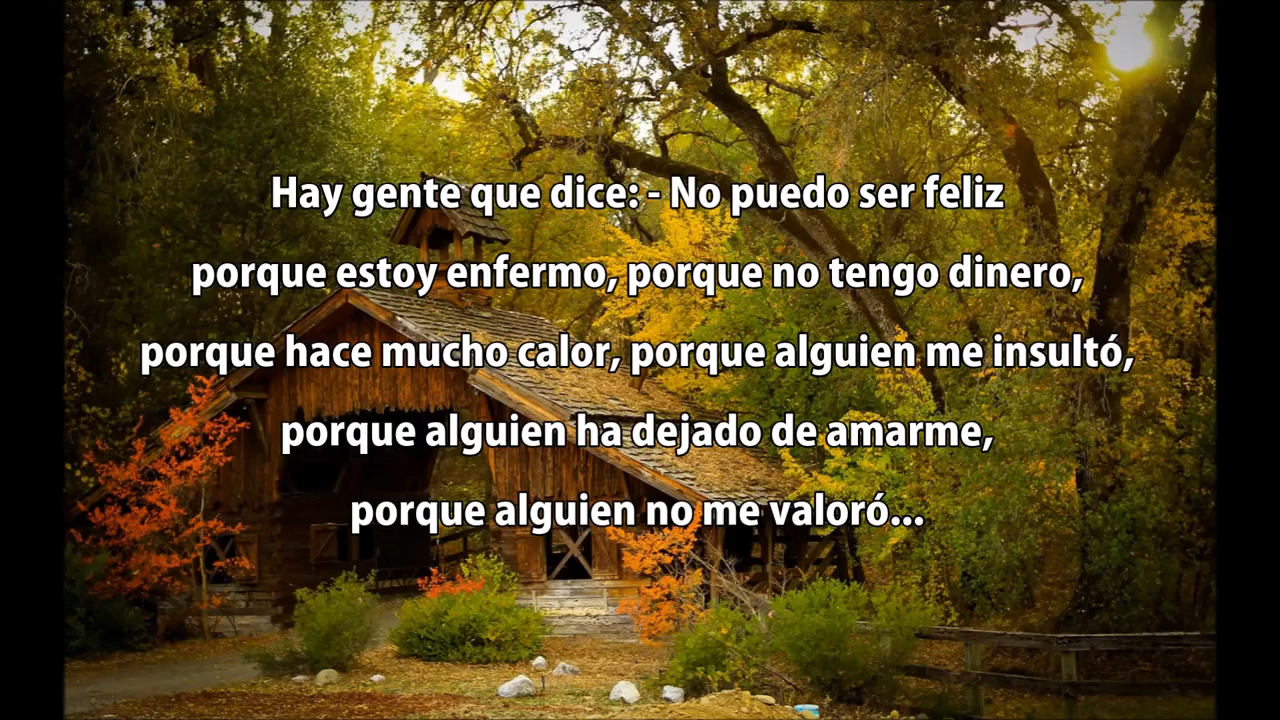 Hay gente que dice: - No puedo ser feliz
porque estoy enfermo, porque no tengo dinero,
porque hace mucho calor, porque alguien me insultó,
porque alguien ha dejado de amarme,
porque alguien no me valoró...